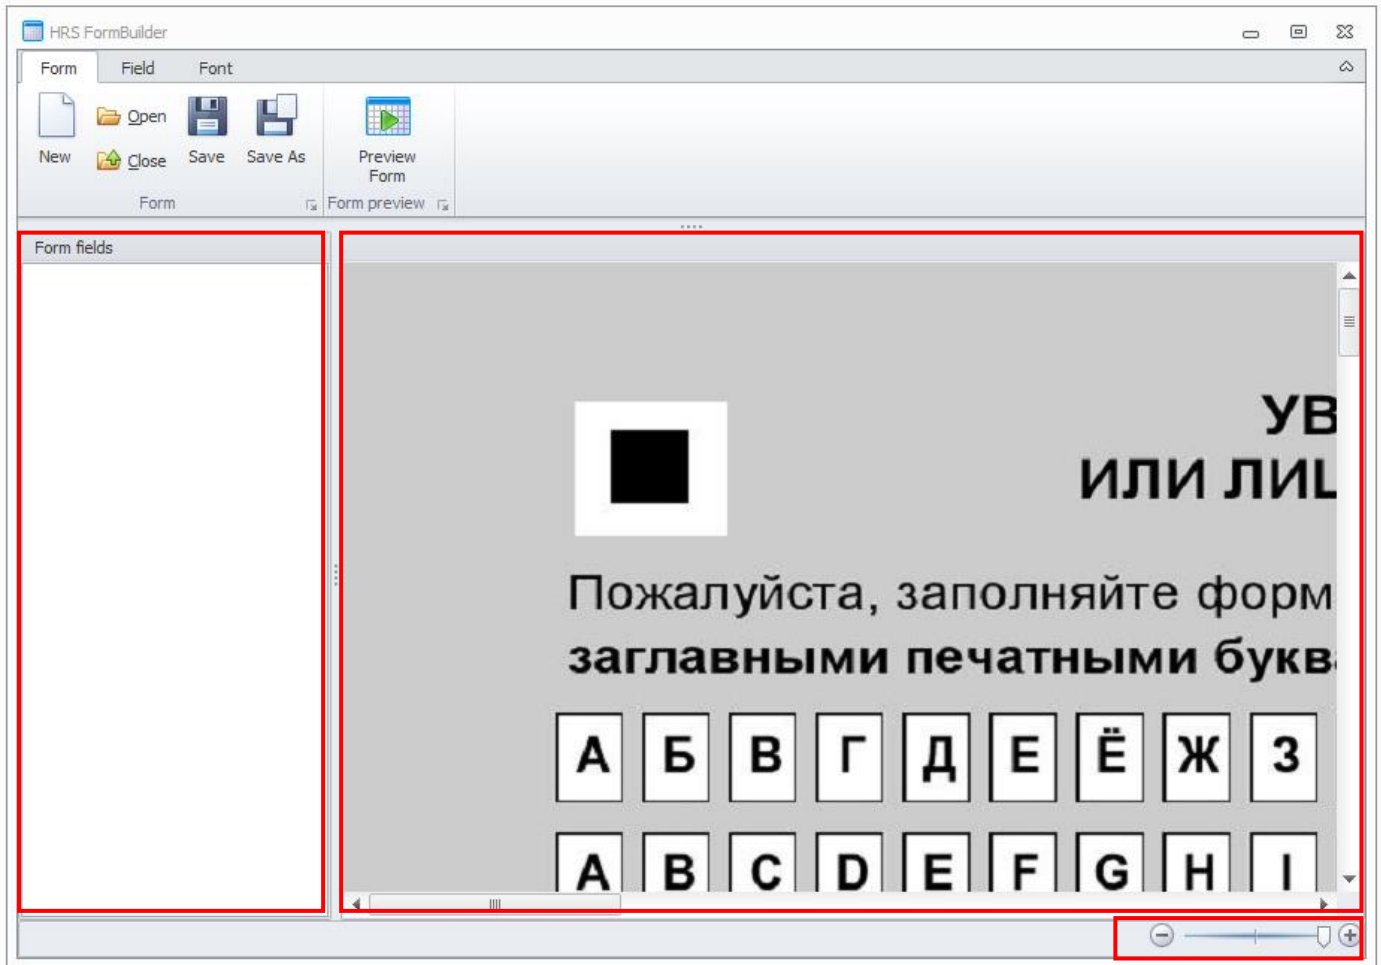 HRS FormBuilder
Form Field Font
New Open Close Save Save As Preview Form
Form Form preview
Form fields
УВ
ИЛИ ЛИЦ
Пожалуйста, заполняйте форм
заглавными печатными буква
А Б В Г Д Е Ё Ж З
A B C D E F G H I